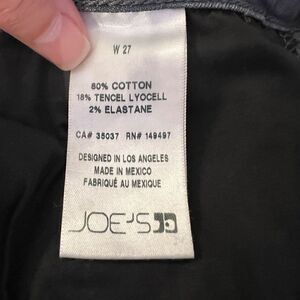 W 27
80% COTTON
18% TENCEL LYOCELL
2% ELASTANE
CA# 35037 RN# 149497
DESIGNED IN LOS ANGELES
MADE IN MEXICO
FABRIQUÉ AU MEXIQUE
JOE'S